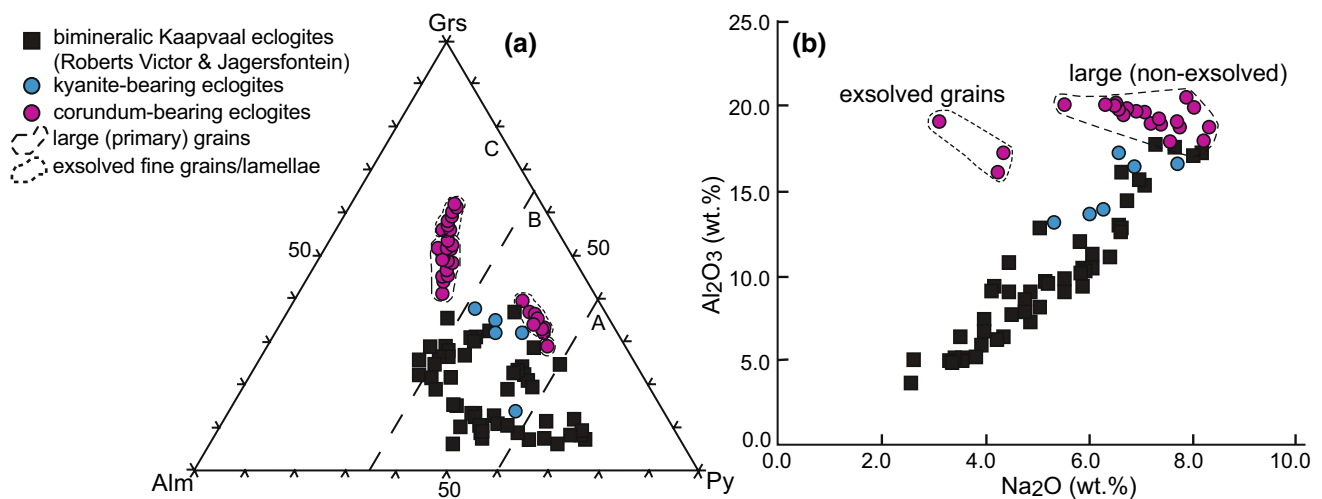 bimineralic Kaapvaal eclogites
(Roberts Victor & Jagersfontein)
kyanite-bearing eclogites
corundum-bearing eclogites
large (primary) grains
exsolved fine grains/lamellae
Grs
(a)
C
B
50
50
A
Alm
50
Py
(b)
25.0
20.0
15.0
10.0
5.0
0.0
Al2O3 (wt.%)
exsolved grains
large (non-exsolved)
0.0 2.0 4.0 6.0 8.0 10.0
Na2O (wt.%)